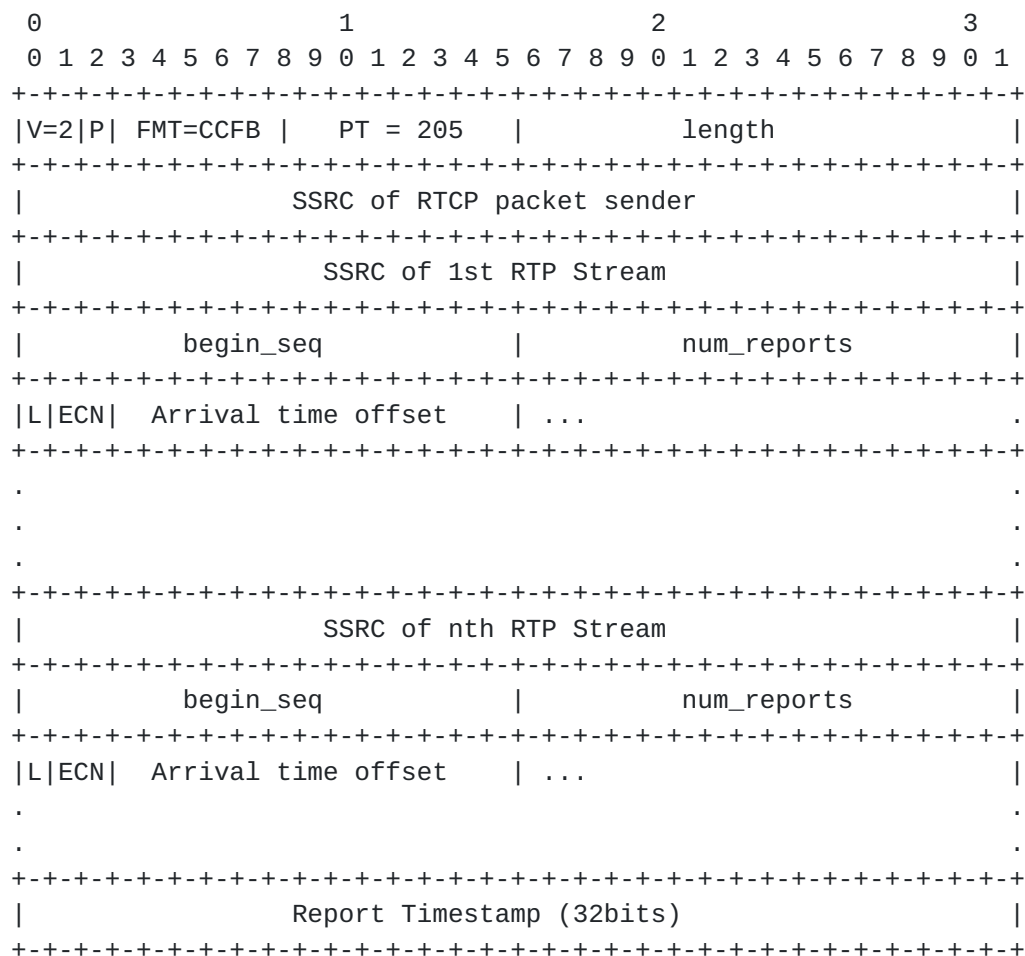 0                   1                   2                   3
 0 1 2 3 4 5 6 7 8 9 0 1 2 3 4 5 6 7 8 9 0 1 2 3 4 5 6 7 8 9 0 1
+-+-+-+-+-+-+-+-+-+-+-+-+-+-+-+-+-+-+-+-+-+-+-+-+-+-+-+-+-+-+-+-+
|V=2|P| FMT=CCFB |   PT = 205   |          length               |
+-+-+-+-+-+-+-+-+-+-+-+-+-+-+-+-+-+-+-+-+-+-+-+-+-+-+-+-+-+-+-+-+
|                 SSRC of RTCP packet sender                    |
+-+-+-+-+-+-+-+-+-+-+-+-+-+-+-+-+-+-+-+-+-+-+-+-+-+-+-+-+-+-+-+-+
|                   SSRC of 1st RTP Stream                      |
+-+-+-+-+-+-+-+-+-+-+-+-+-+-+-+-+-+-+-+-+-+-+-+-+-+-+-+-+-+-+-+-+
|          begin_seq            |          num_reports          |
+-+-+-+-+-+-+-+-+-+-+-+-+-+-+-+-+-+-+-+-+-+-+-+-+-+-+-+-+-+-+-+-+
|L|ECN|  Arrival time offset    | ...                           .
+-+-+-+-+-+-+-+-+-+-+-+-+-+-+-+-+-+-+-+-+-+-+-+-+-+-+-+-+-+-+-+-+
.                                                               .
.                                                               .
.                                                               .
+-+-+-+-+-+-+-+-+-+-+-+-+-+-+-+-+-+-+-+-+-+-+-+-+-+-+-+-+-+-+-+-+
|                   SSRC of nth RTP Stream                      |
+-+-+-+-+-+-+-+-+-+-+-+-+-+-+-+-+-+-+-+-+-+-+-+-+-+-+-+-+-+-+-+-+
|          begin_seq            |          num_reports          |
+-+-+-+-+-+-+-+-+-+-+-+-+-+-+-+-+-+-+-+-+-+-+-+-+-+-+-+-+-+-+-+-+
|L|ECN|  Arrival time offset    | ...                           |
.                                                               .
.                                                               .
+-+-+-+-+-+-+-+-+-+-+-+-+-+-+-+-+-+-+-+-+-+-+-+-+-+-+-+-+-+-+-+-+
|                 Report Timestamp (32bits)                     |
+-+-+-+-+-+-+-+-+-+-+-+-+-+-+-+-+-+-+-+-+-+-+-+-+-+-+-+-+-+-+-+-+